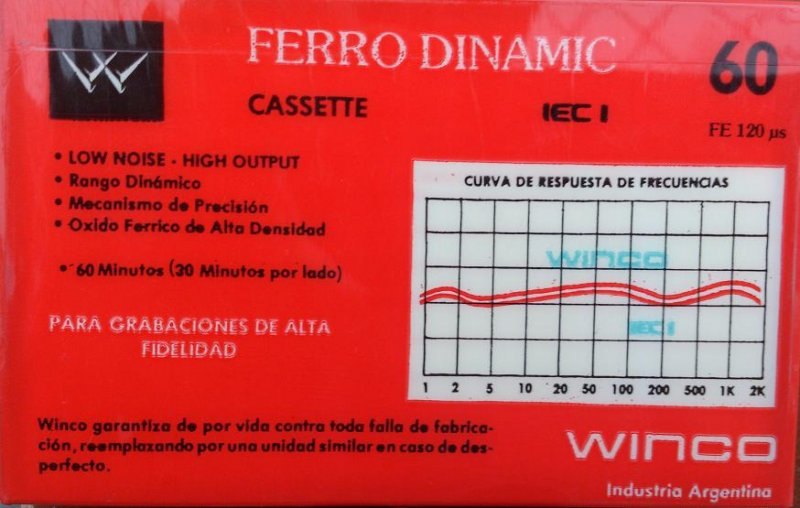 FERRO DINAMIC
60
CASSETTE
IEC I
FE 120 µs
• LOW NOISE - HIGH OUTPUT
• Rango Dinámico
• Mecanismo de Precisión
• Oxido Ferrico de Alta Densidad
• 60 Minutos (30 Minutos por lado)
PARA GRABACIONES DE ALTA
FIDELIDAD
CURVA DE RESPUESTA DE FRECUENCIAS
WINCO
IEC I
1 2 5 10 20 50 100 200 500 1K 2K
Winco garantiza de por vida contra toda falla de fabrica-
ción, reemplazando por una unidad similar en caso de des-
perfecto.
WINCO
Industria Argentina